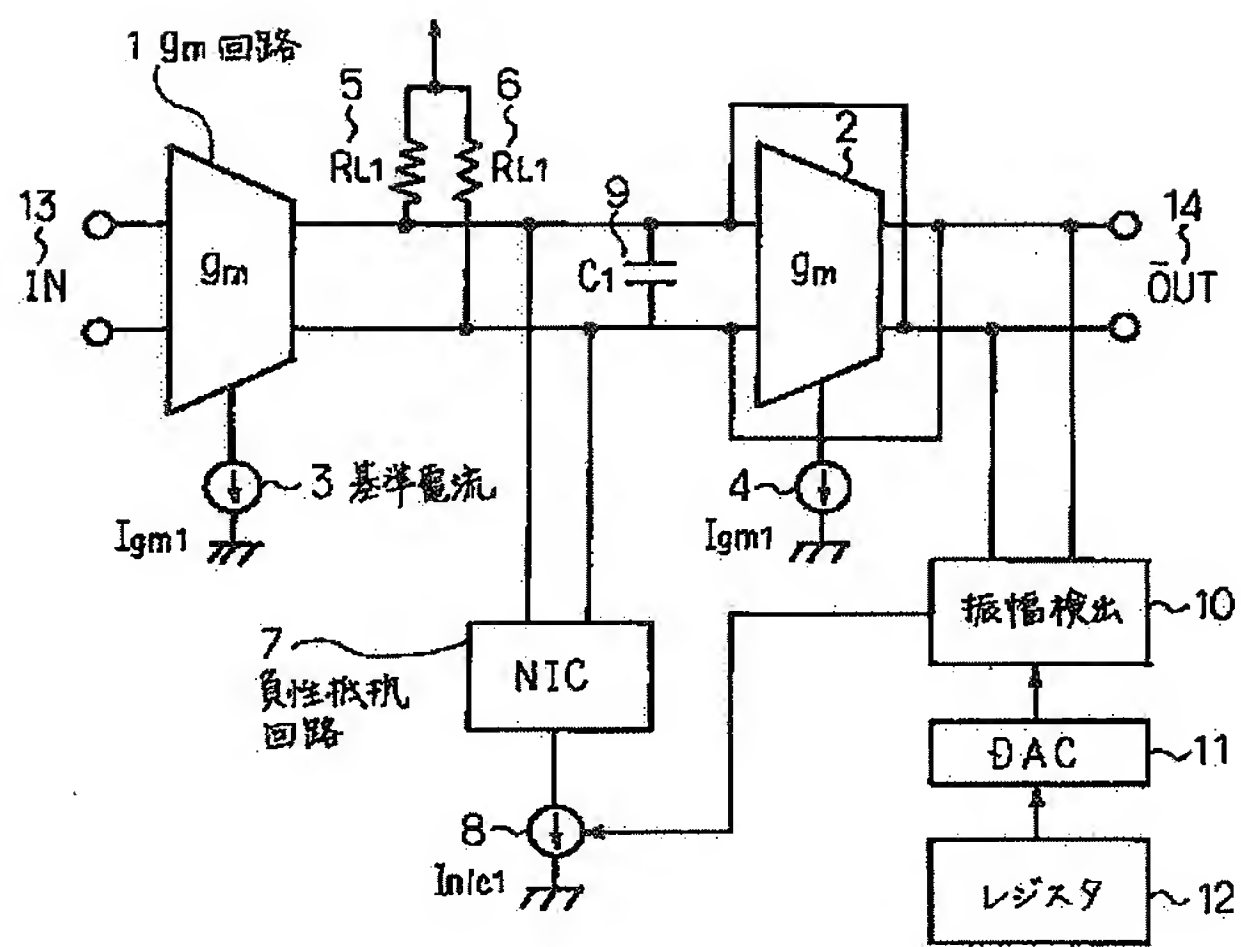 1 gm 回路
5
6
RL1
RL1
2
9
13
14
IN
gm
C1
gm
OUT
3 基準電流
4
Igm1
Igm1
振幅検出
10
7
NIC
負性抵抗
回路
DAC
11
8
Inic1
レジスタ
12